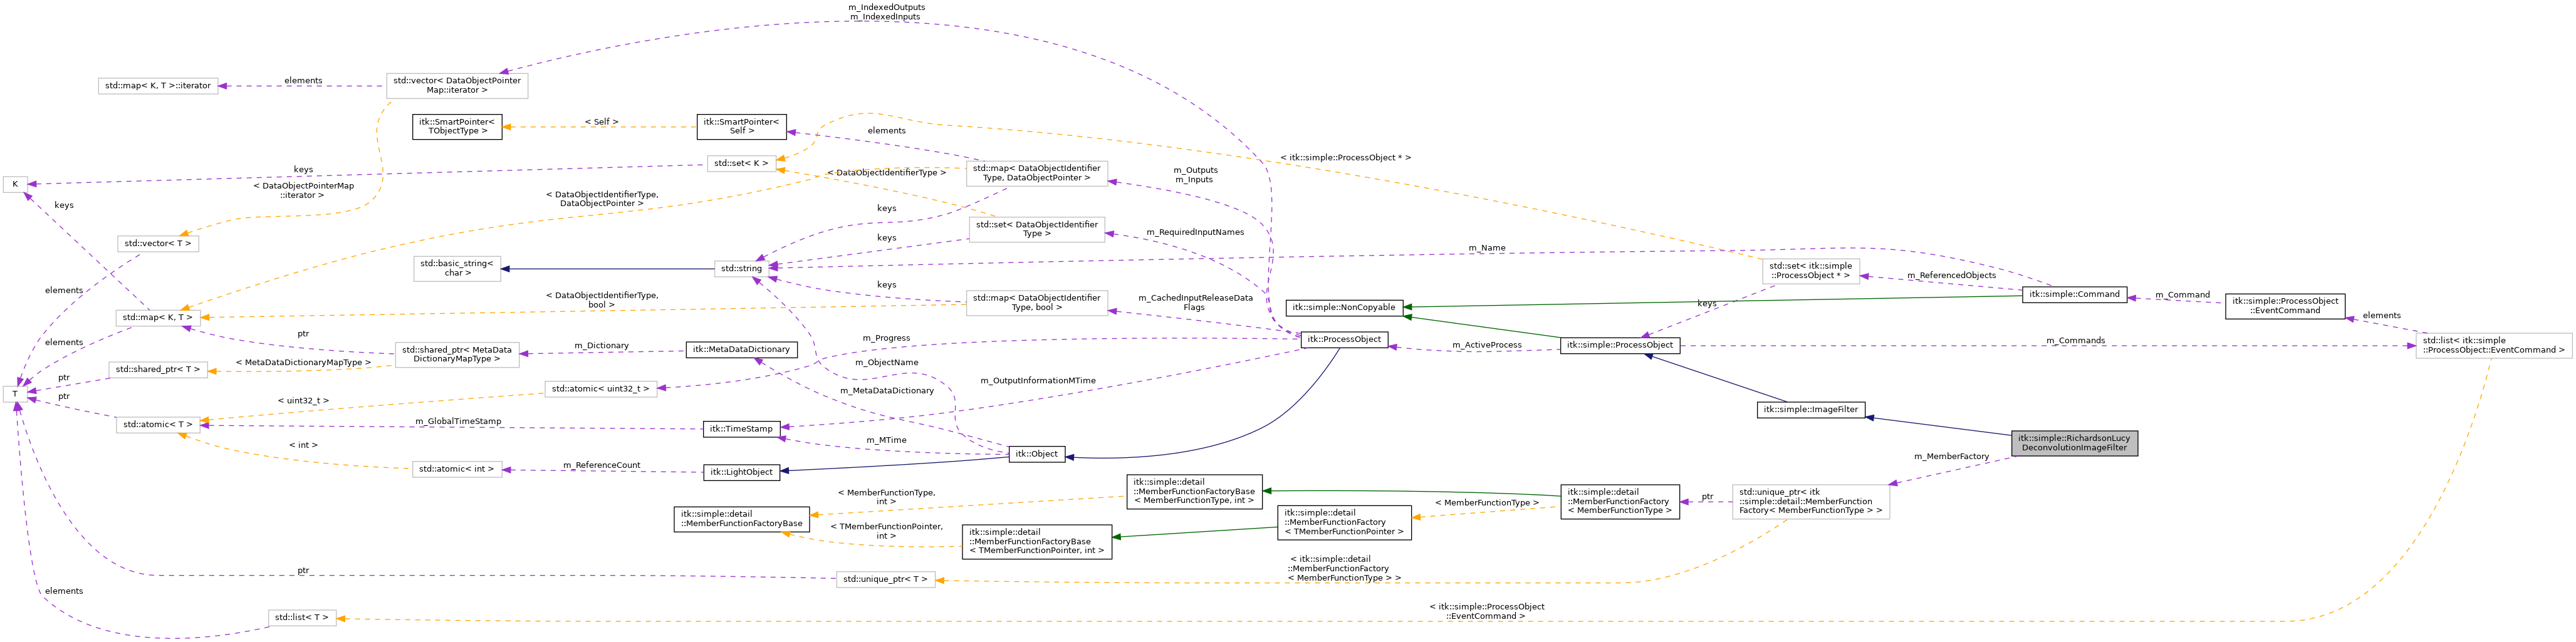 m_IndexedOutputs
m_IndexedInputs
std::map< K, T >::iterator
elements
std::vector< DataObjectPointer
Map::iterator >
itk::SmartPointer<
TObjectType >
< Self >
itk::SmartPointer<
Self >
elements
std::set< K >
< itk::simple::ProcessObject * >
K
keys
< DataObjectPointerMap
::iterator >
< DataObjectIdentifierType,
DataObjectPointer >
< DataObjectIdentifierType >
std::map< DataObjectIdentifier
Type, DataObjectPointer >
m_Outputs
m_Inputs
keys
keys
std::set< DataObjectIdentifier
Type >
m_RequiredInputNames
std::vector< T >
keys
m_Name
std::basic_string<
char >
std::string
std::set< itk::simple
::ProcessObject * >
m_ReferencedObjects
elements
keys
itk::simple::Command
m_Command
itk::simple::ProcessObject
::EventCommand
< DataObjectIdentifierType,
bool >
std::map< DataObjectIdentifier
Type, bool >
m_CachedInputReleaseData
Flags
itk::simple::NonCopyable
keys
elements
std::map< K, T >
ptr
elements
m_Progress
itk::ProcessObject
m_ActiveProcess
itk::simple::ProcessObject
m_Commands
std::list< itk::simple
::ProcessObject::EventCommand >
std::shared_ptr< MetaData
DictionaryMapType >
m_Dictionary
itk::MetaDataDictionary
std::shared_ptr< T >
< MetaDataDictionaryMapType >
m_ObjectName
ptr
T
ptr
std::atomic< uint32_t >
m_OutputInformationMTime
m_MetaDataDictionary
< uint32_t >
itk::simple::ImageFilter
std::atomic< T >
m_GlobalTimeStamp
itk::TimeStamp
m_MTime
itk::simple::RichardsonLucy
DeconvolutionImageFilter
< int >
itk::Object
m_MemberFactory
std::atomic< int >
m_ReferenceCount
itk::LightObject
itk::simple::detail
::MemberFunctionFactoryBase
< MemberFunctionType, int >
< MemberFunctionType,
int >
itk::simple::detail
::MemberFunctionFactory
< MemberFunctionType >
ptr
std::unique_ptr< itk
::simple::detail::MemberFunction
Factory< MemberFunctionType > >
< MemberFunctionType >
itk::simple::detail
::MemberFunctionFactoryBase
< TMemberFunctionPointer,
int >
itk::simple::detail
::MemberFunctionFactory
< TMemberFunctionPointer >
itk::simple::detail
::MemberFunctionFactoryBase
< TMemberFunctionPointer, int >
ptr
std::unique_ptr< T >
< itk::simple::detail
::MemberFunctionFactory
< MemberFunctionType > >
elements
std::list< T >
< itk::simple::ProcessObject
::EventCommand >